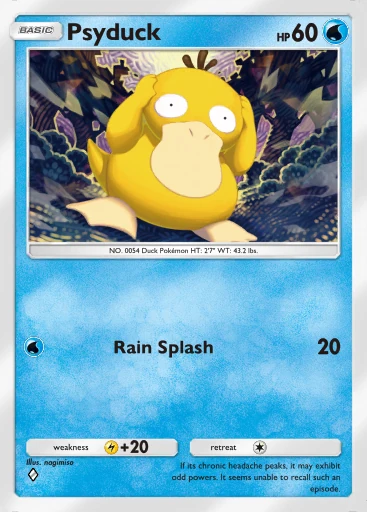 BASIC Psyduck HP 60
NO. 0054 Duck Pokémon HT: 2'7" WT: 43.2 lbs.
Rain Splash 20
weakness +20 retreat
Illus. nagimiso
If its chronic headache peaks, it may exhibit
odd powers. It seems unable to recall such an
episode.